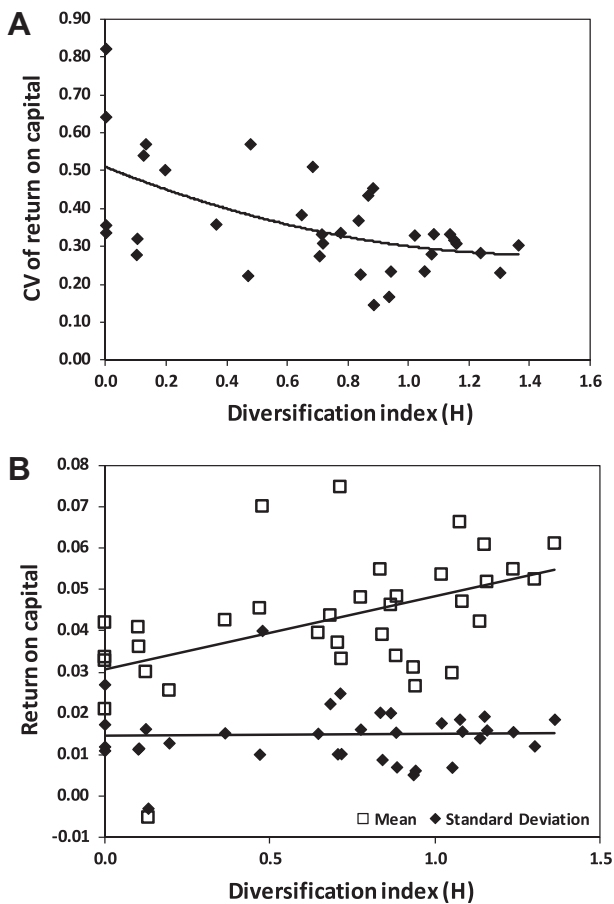 A
0.90
0.80
0.70
0.60
0.50
0.40
0.30
0.20
0.10
0.00
CV of return on capital
0.0 0.2 0.4 0.6 0.8 1.0 1.2 1.4 1.6
Diversification index (H)
B
0.08
0.07
0.06
0.05
0.04
0.03
0.02
0.01
0.00
-0.01
Return on capital
Mean Standard Deviation
0.0 0.5 1.0 1.5
Diversification index (H)